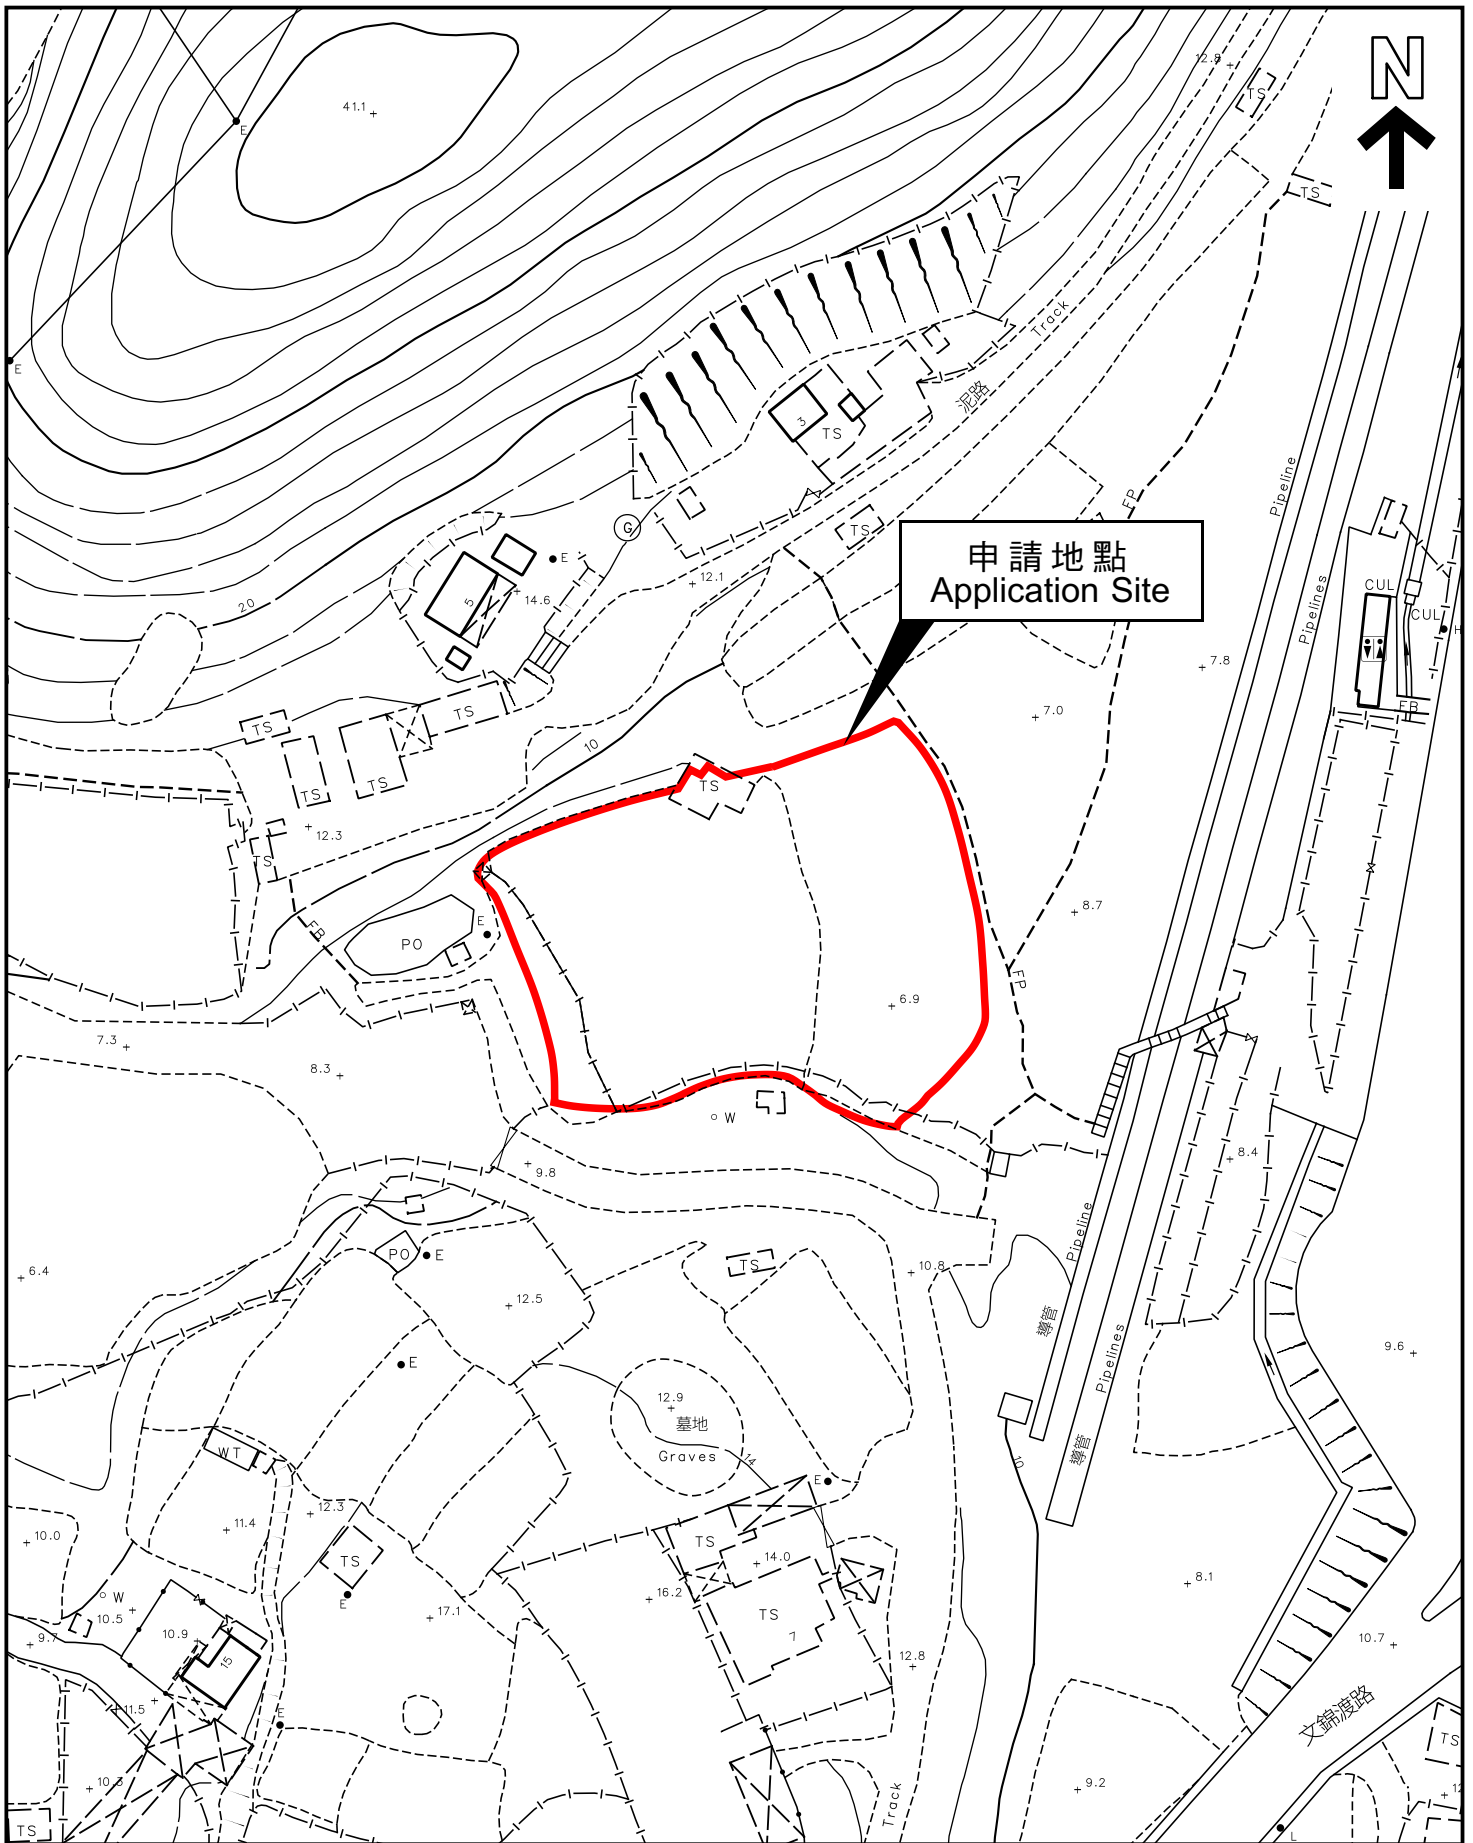 N
12.8
TS
41.1
E
TS
E
Track
泥路
3
TS
Pipeline
FP
G
TS
申請地點
Application Site
E
12.1
5
14.6
20
Pipelines
CUL
CUL
H
7.8
TS
TS
7.0
FB
10
TS
TS
TS
12.3
TS
8.7
E
FB
PO
FP
6.9
7.3
8.3
W
9.8
8.4
Pipeline
PO
E
TS
10.8
6.4
12.5
導管
Pipelines
9.6
E
12.9
墓地
Graves
14
導管
10
WT
E
12.3
11.4
10.0
TS
TS
14.0
8.1
W
E
16.2
10.5
17.1
TS
7
10.9
9.7
10.7
15
12.8
11.5
E
文錦渡路
TS
10.3
9.2
Track
12
TS
L